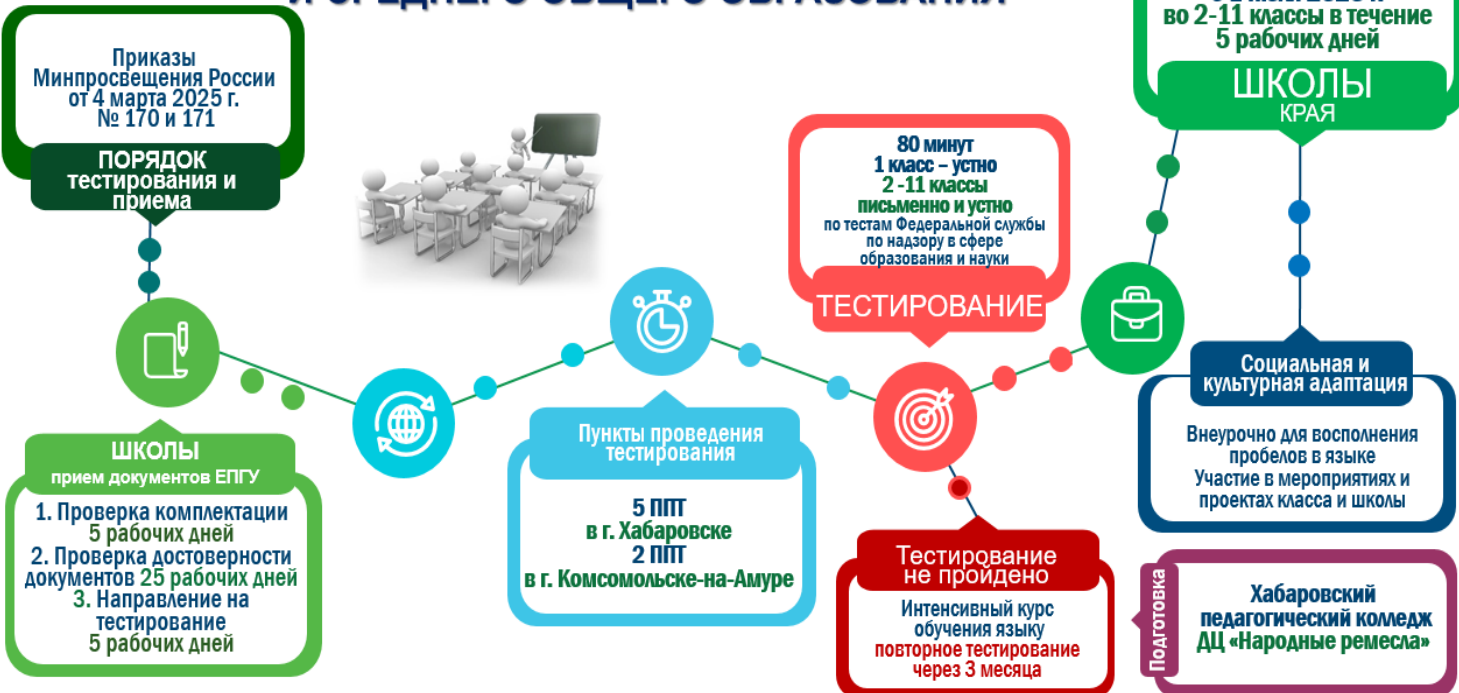 И СРЕДНЕГО ОБЩЕГО ОБРАЗОВАНИЯ
Приказы
Минпросвещения России
от 4 марта 2025 г.
№ 170 и 171
ПОРЯДОК
тестирования и
приема
ШКОЛЫ
прием документов ЕПГУ
1. Проверка комплектации
5 рабочих дней
2. Проверка достоверности
документов 25 рабочих дней
3. Направление на
тестирование
5 рабочих дней
Пункты проведения
тестирования
5 ППТ
в г. Хабаровске
2 ППТ
в г. Комсомольске-на-Амуре
80 минут
1 класс – устно
2 -11 классы
письменно и устно
по тестам Федеральной службы
по надзору в сфере
образования и науки
ТЕСТИРОВАНИЕ
Тестирование
не пройдено
Интенсивный курс
обучения языку
повторное тестирование
через 3 месяца
во 2-11 классы в течение
5 рабочих дней
ШКОЛЫ
КРАЯ
Социальная и
культурная адаптация
Внеурочно для восполнения
пробелов в языке
Участие в мероприятиях и
проектах класса и школы
Подготовка
Хабаровский
педагогический колледж
ДЦ «Народные ремесла»